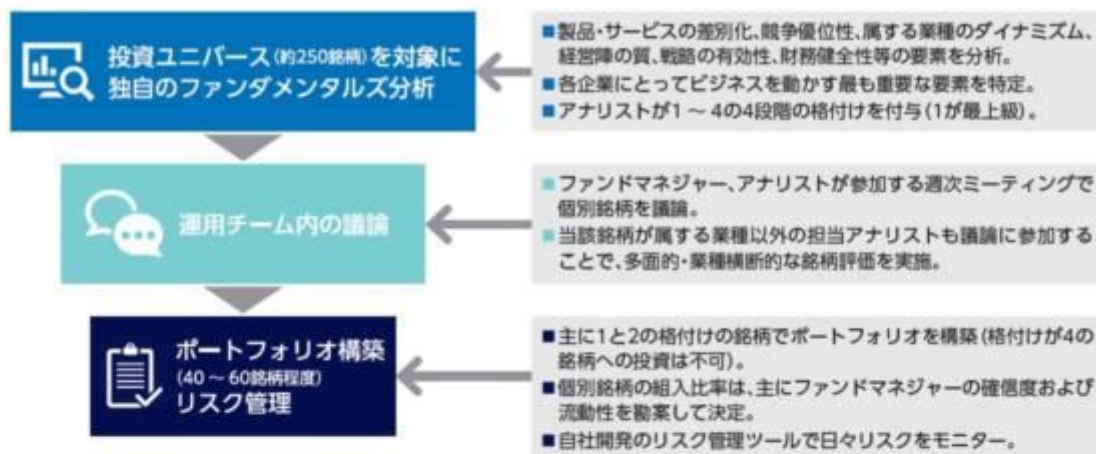 投資ユニバース(約250銘柄)を対象に
独自のファンダメンタルズ分析
■製品・サービスの差別化、競争優位性、属する業種のダイナミズム、
経営陣の質、戦略の有効性、財務健全性等の要素を分析。
■各企業にとってビジネスを動かす最も重要な要素を特定。
■アナリストが1～4の4段階の格付けを付与(1が最上級)。
運用チーム内の議論
■ファンドマネジャー、アナリストが参加する週次ミーティングで
個別銘柄を議論。
■当該銘柄が属する業種以外の担当アナリストも議論に参加する
ことで、多面的・業種横断的な銘柄評価を実施。
ポートフォリオ構築
(40～60銘柄程度)
リスク管理
■主に1と2の格付けの銘柄でポートフォリオを構築(格付けが4の
銘柄への投資は不可)。
■個別銘柄の組入比率は、主にファンドマネジャーの確信度および
流動性を勘案して決定。
■自社開発のリスク管理ツールで日々リスクをモニター。